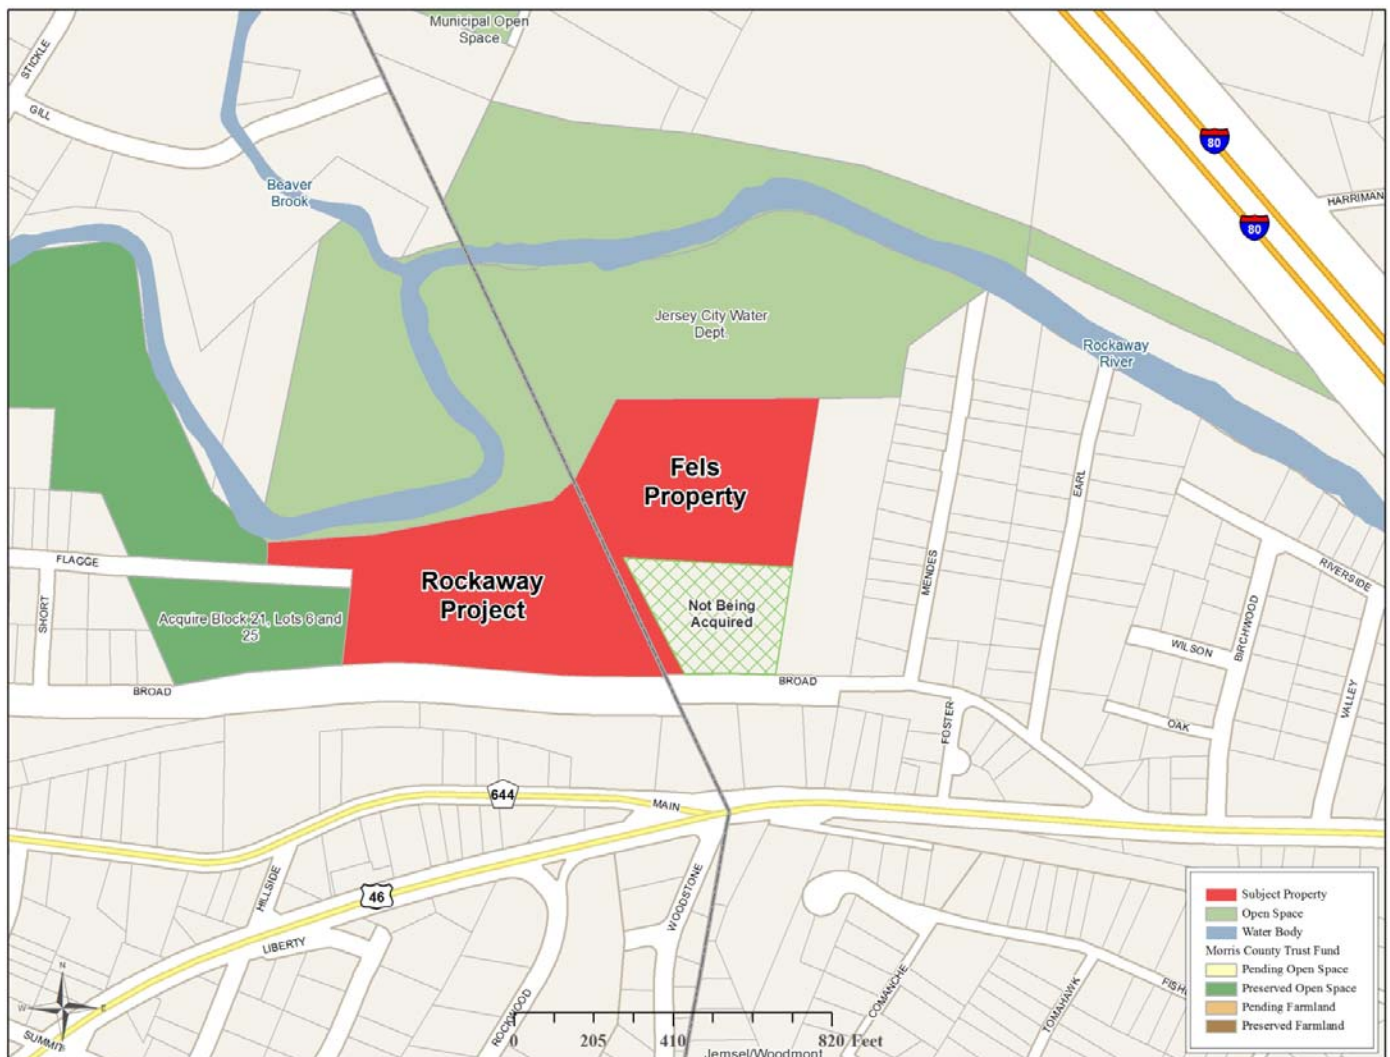 Municipal Open
Space
STICKLE
GILL
80
Beaver
Brook
HARRIMAN
80
Jersey City Water
Dept.
Rockaway
River
Fels
Property
EARL
FLAGGE
MENDES
RIVERSIDE
Rockaway
Project
SHORT
Acquire Block 21, Lots 6 and
25
Not Being
Acquired
BIRCHWOOD
WILSON
BROAD
BROAD
VALLEY
FOSTER
OAK
644
MAIN
HILLSIDE
46
WOODSTONE
LIBERTY
Subject Property
Open Space
Water Body
Morris County Trust Fund
Pending Open Space
Preserved Open Space
Pending Farmland
Preserved Farmland
N
W
E
S
COMANCHE
TOMAHAWK
FISH
ROCKWOOD
SUMMIT
0 205 410 820 Feet
Jemsel/Woodmont